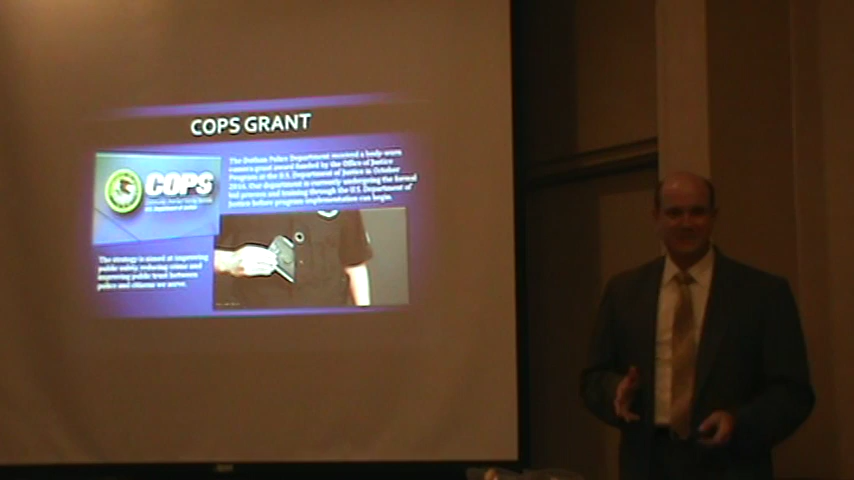 COPS GRANT
The Dothan Police Department received a body-worn
camera grant award funded by the Office of Justice
Program at the U.S. Department of Justice in October
2016. Our department is currently undergoing the formal
bid process and training through the U.S. Department of
Justice before program implementation can begin.
COPS
The strategy is aimed at improving
public safety, reducing crime and
improving public trust between
police and citizens we serve.